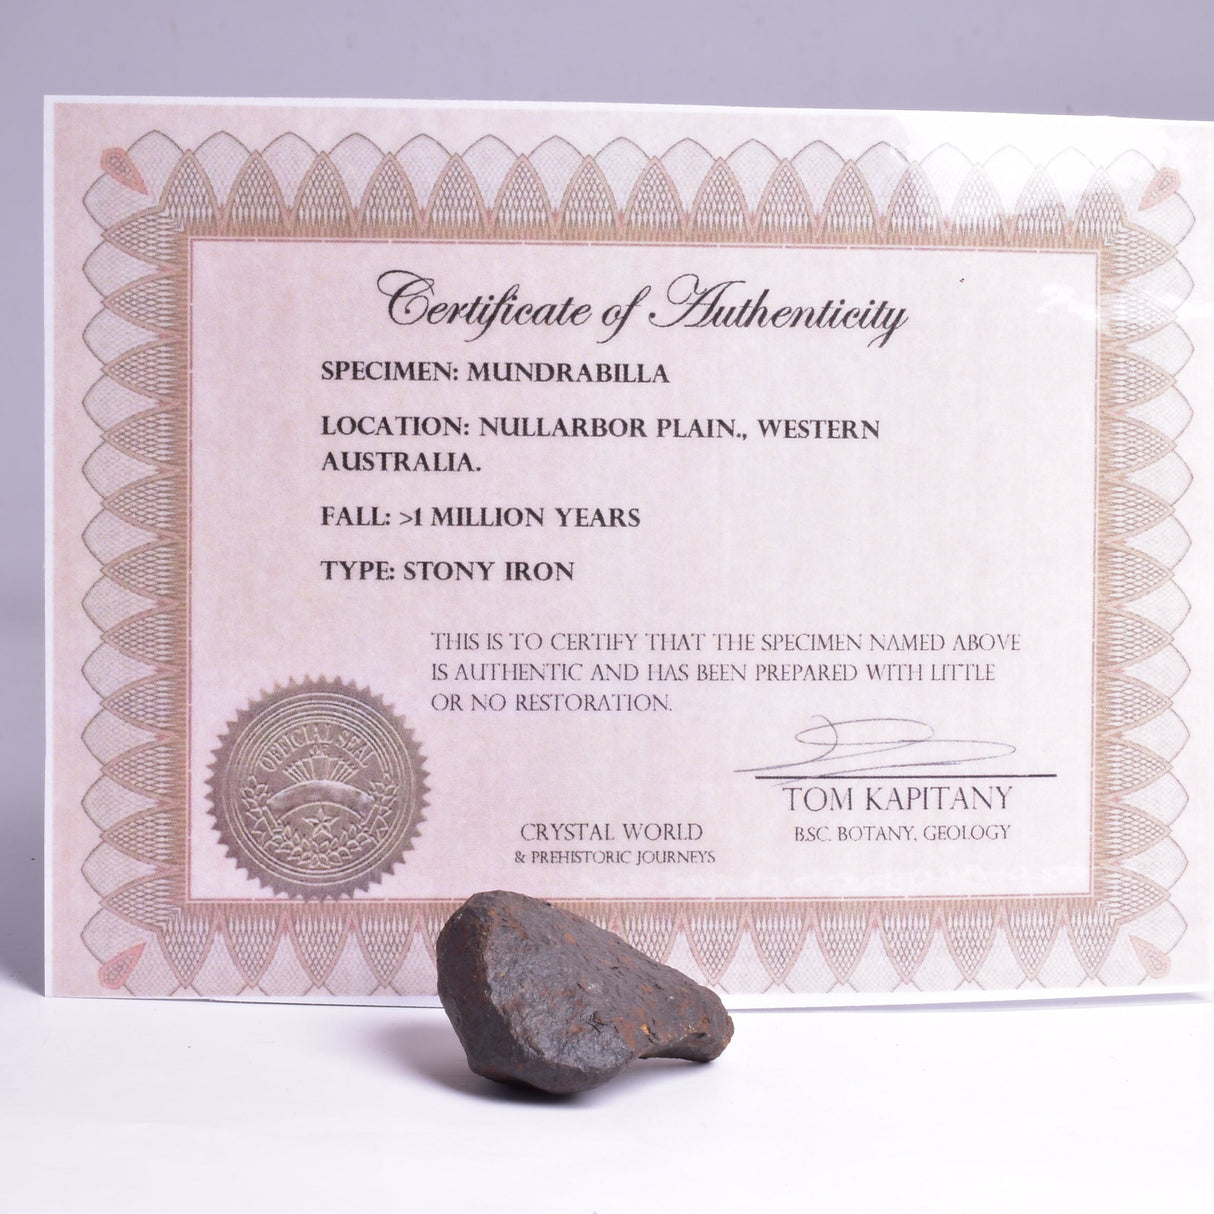 Certificate of Authenticity
SPECIMEN: MUNDRABILLA
LOCATION: NULLARBOR PLAIN., WESTERN
AUSTRALIA.
FALL: >1 MILLION YEARS
TYPE: STONY IRON
THIS IS TO CERTIFY THAT THE SPECIMEN NAMED ABOVE
IS AUTHENTIC AND HAS BEEN PREPARED WITH LITTLE
OR NO RESTORATION.
OFFICIAL SEAL
OF
TOM KAPITANY
B.SC. BOTANY, GEOLOGY
CRYSTAL WORLD
& PREHISTORIC JOURNEYS